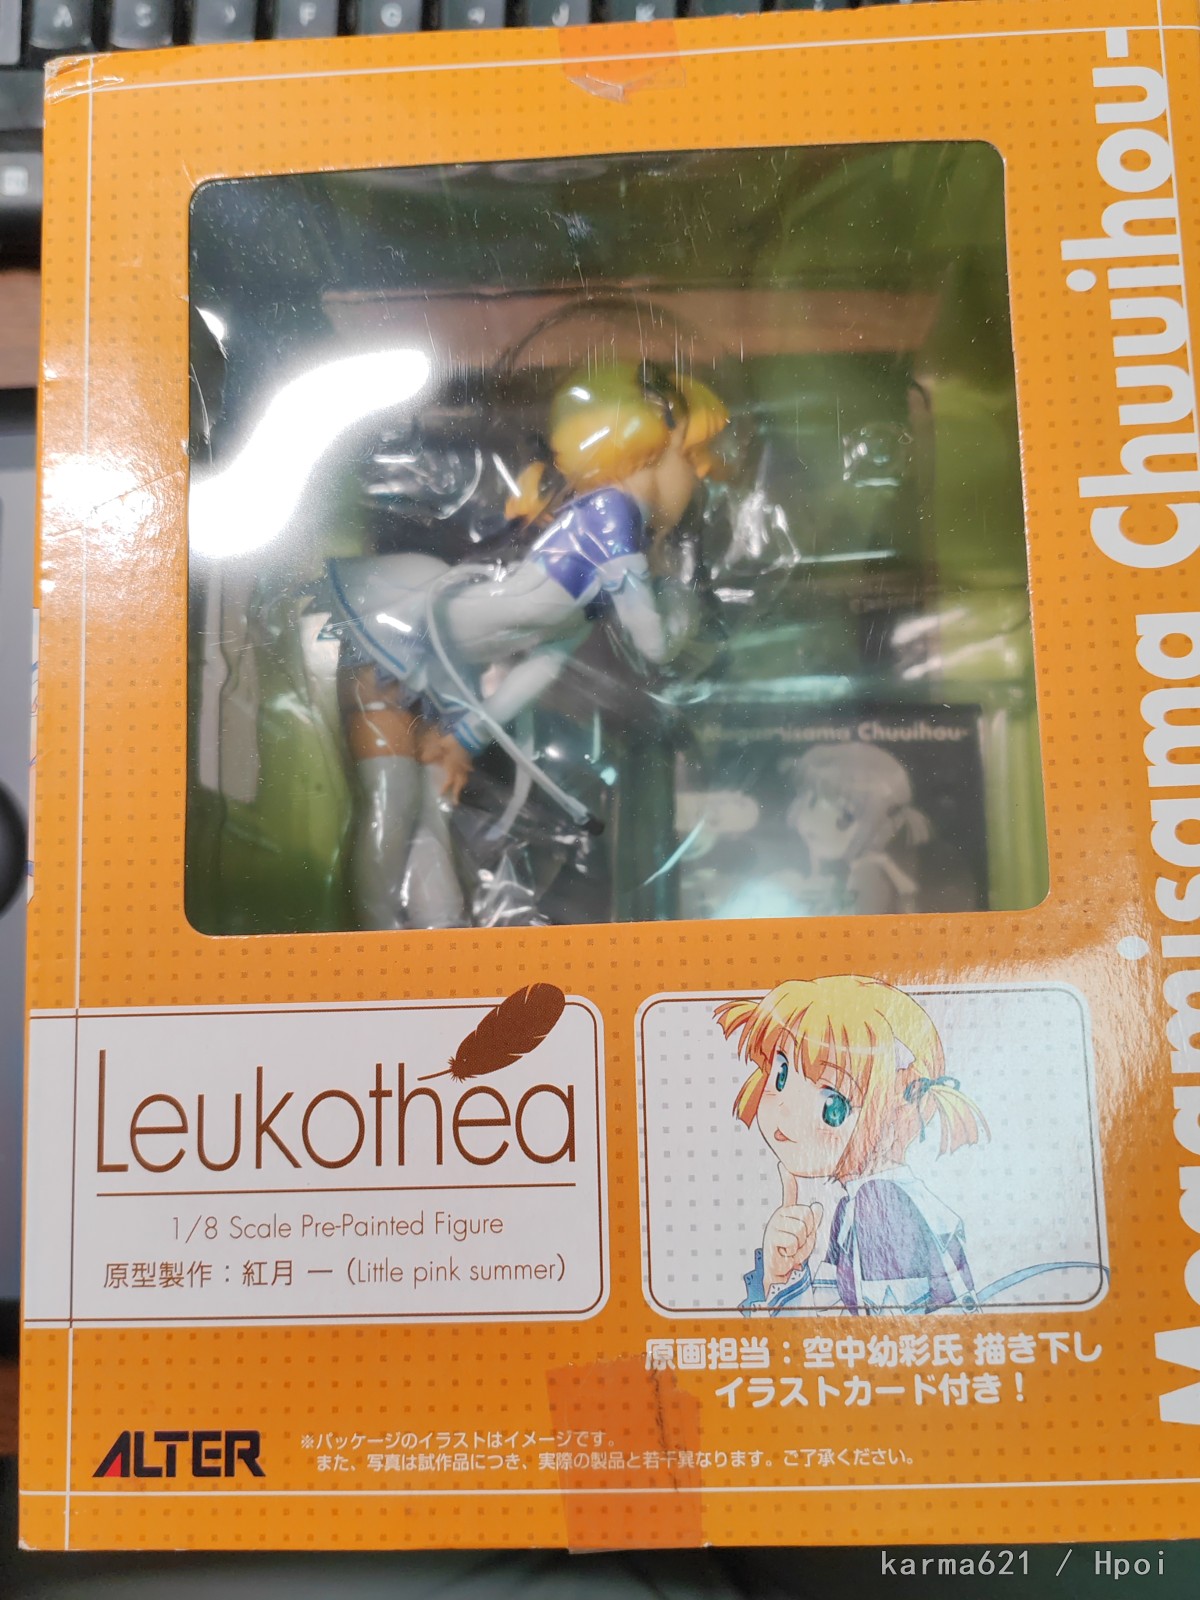 A S D F G H J K
Megamisama Chuuihou-
Megamisama Chuuihou-
Leukothea
1/8 Scale Pre-Painted Figure
原型製作：紅月 一（Little pink summer）
原画担当：空中幼彩氏 描き下し
イラストカード付き！
ALTER
※パッケージのイラストはイメージです。
また、写真は試作品につき、実際の製品と若干異なります。ご了承ください。
karma621 / Hpoi